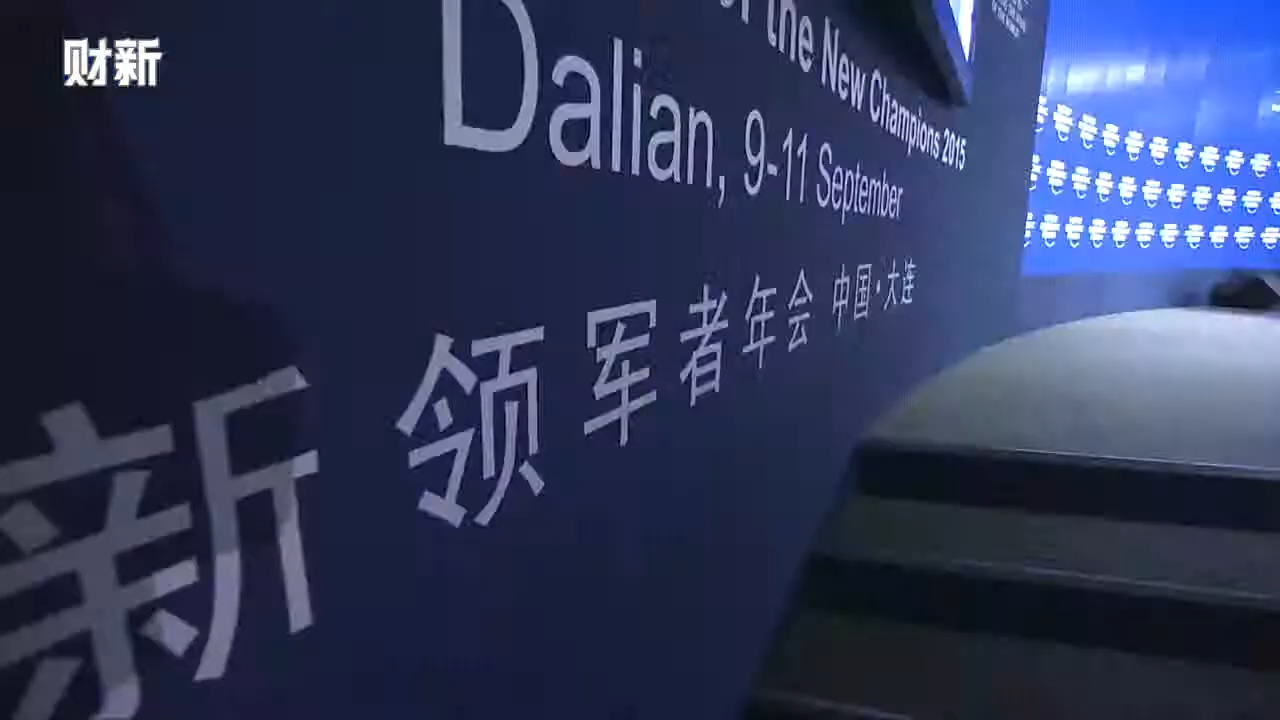 财新
the New Champions 2015
Dalian, 9-11 September
新 领军者年会 中国·大连